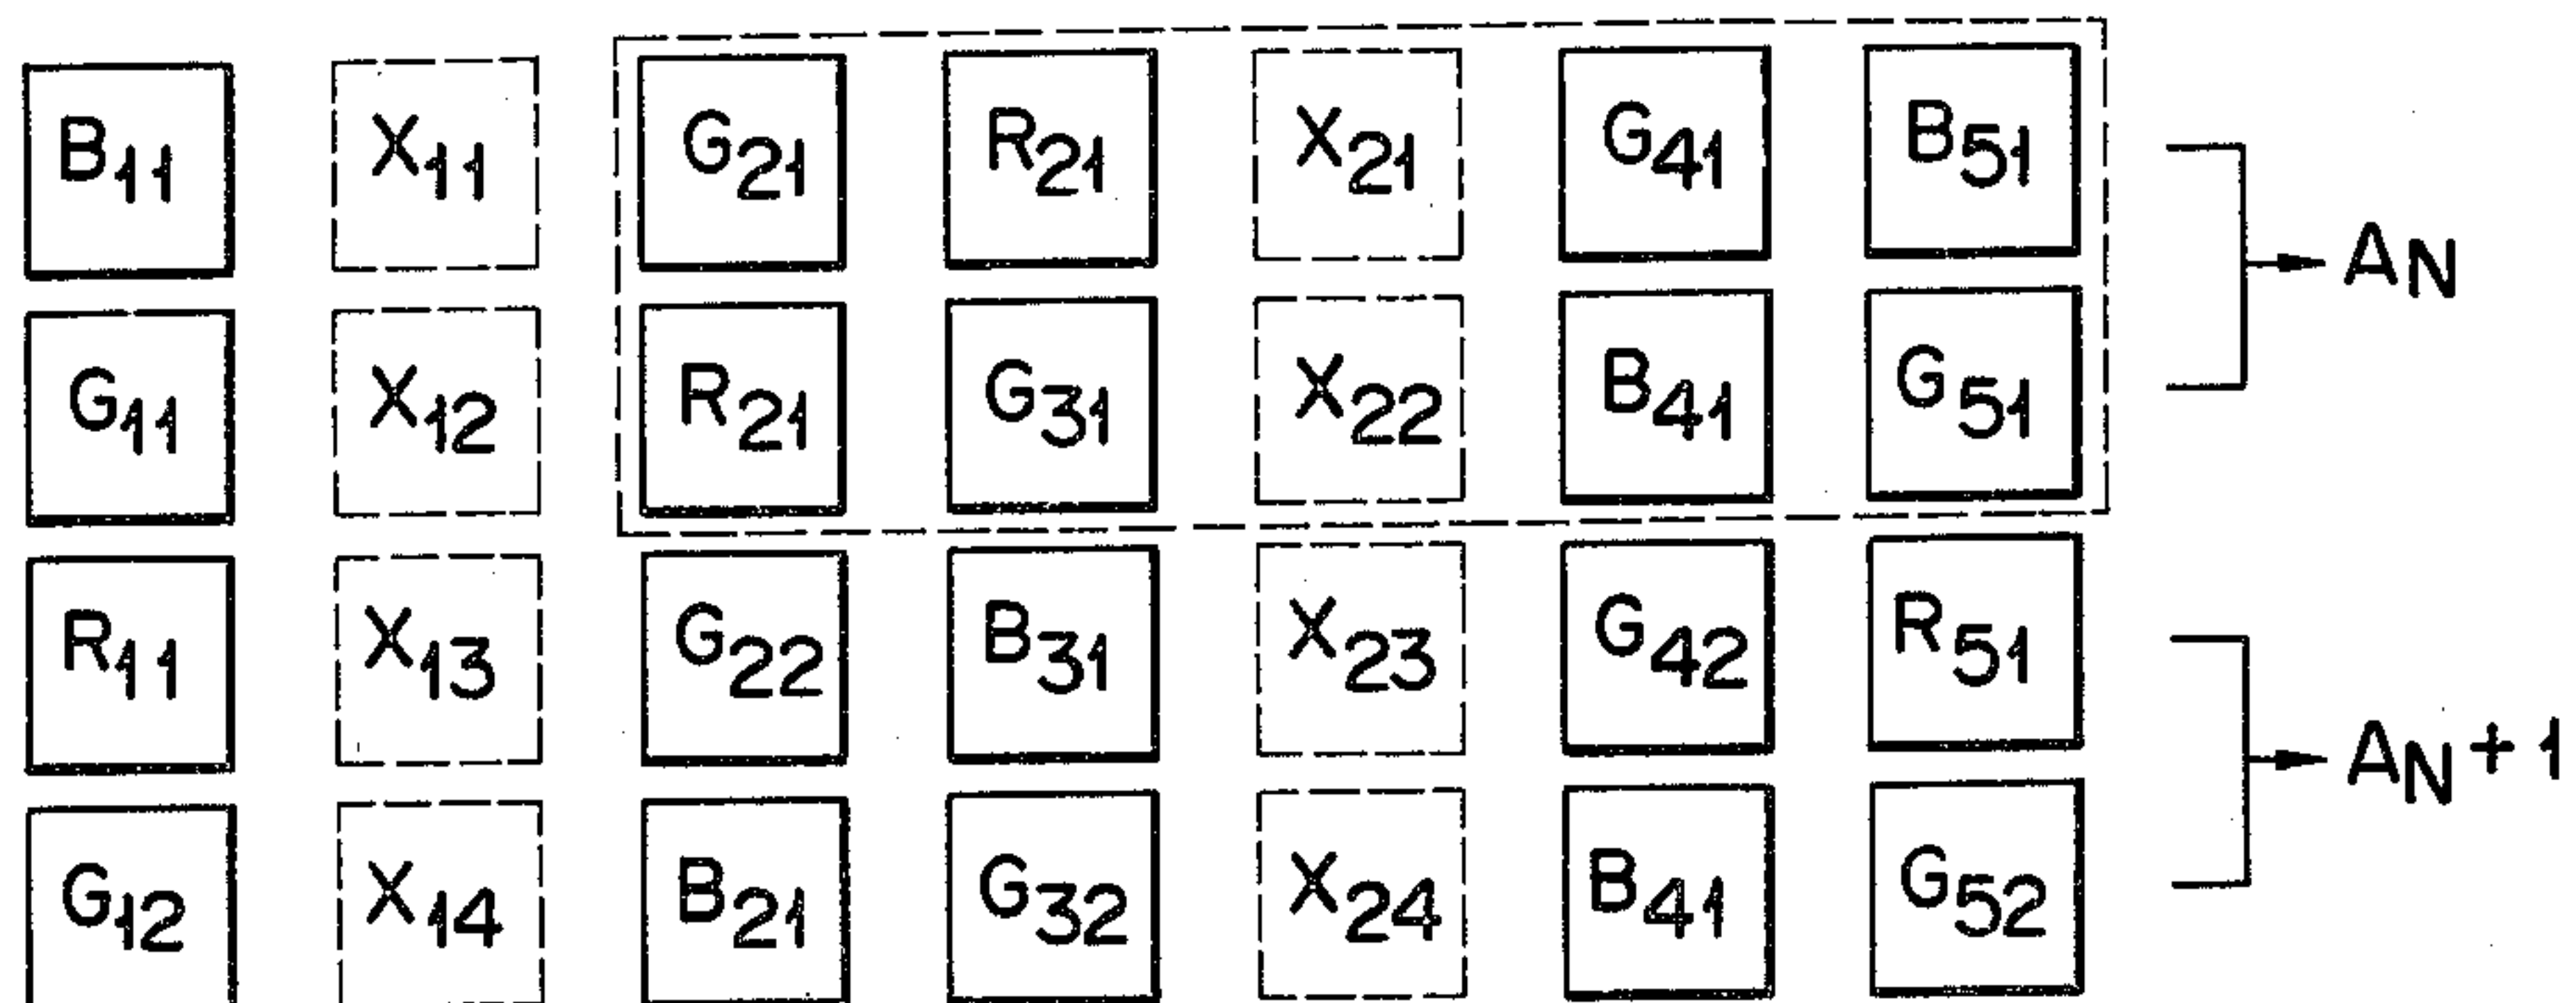 B11 X11 G21 R21 X21 G41 B51
AN
G11 X12 R21 G31 X22 B41 G51
R11 X13 G22 B31 X23 G42 R51
AN+1
G12 X14 B21 G32 X24 B41 G52